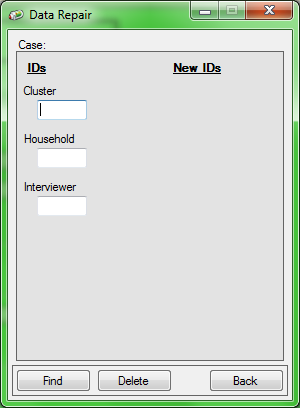 Data Repair
Case:
IDs New IDs
Cluster
Household
Interviewer
Find Delete Back